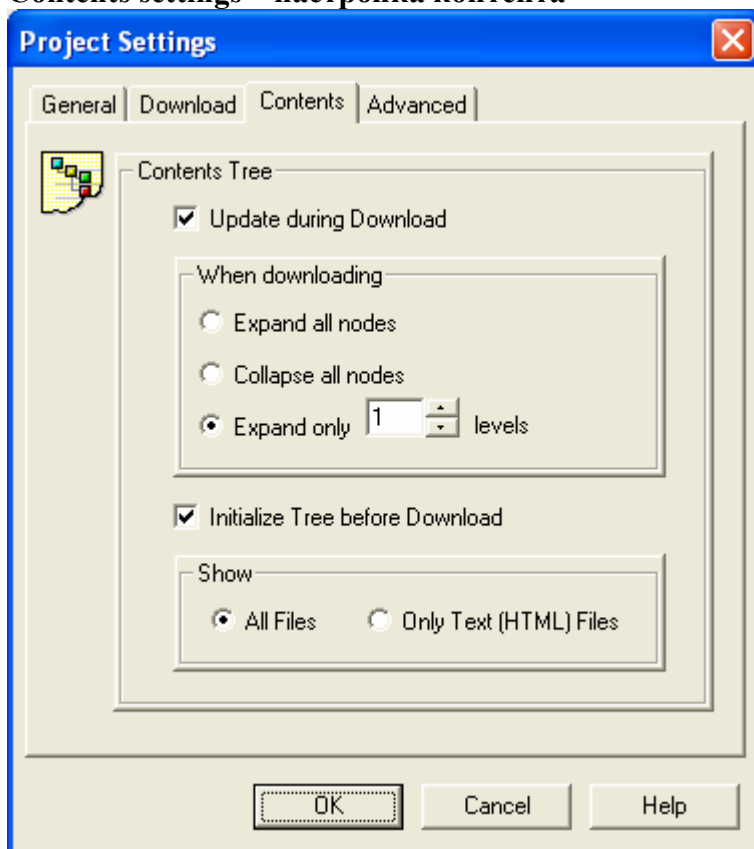 Contents settings – настройка контента
Project Settings
General Download Contents Advanced
Contents Tree
Update during Download
When downloading
Expand all nodes
Collapse all nodes
Expand only 1 levels
Initialize Tree before Download
Show
All Files Only Text (HTML) Files
OK Cancel Help